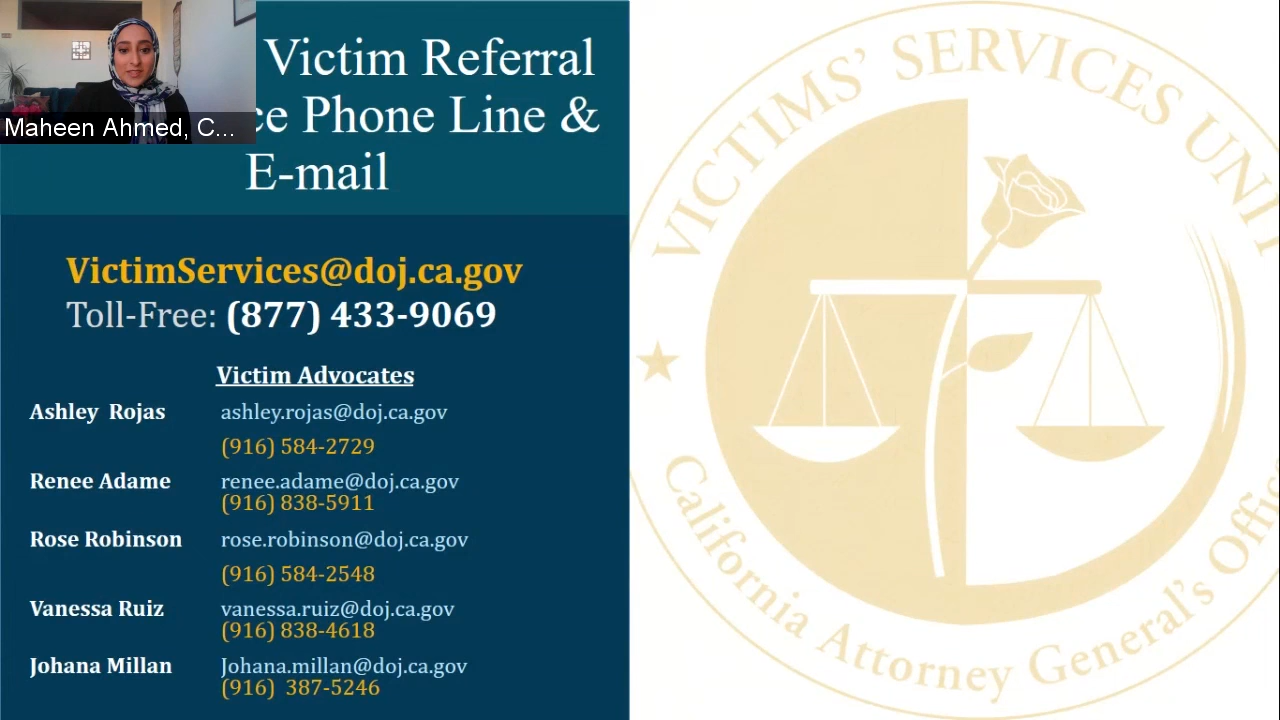 Victim Referral
ce Phone Line &
E-mail
Maheen Ahmed, C...
VictimServices@doj.ca.gov
Toll-Free: (877) 433-9069
Victim Advocates
Ashley Rojas ashley.rojas@doj.ca.gov
(916) 584-2729
Renee Adame renee.adame@doj.ca.gov
(916) 838-5911
Rose Robinson rose.robinson@doj.ca.gov
(916) 584-2548
Vanessa Ruiz vanessa.ruiz@doj.ca.gov
(916) 838-4618
Johana Millan Johana.millan@doj.ca.gov
(916) 387-5246
VICTIMS' SERVICES UNI
California Attorney General's Offic